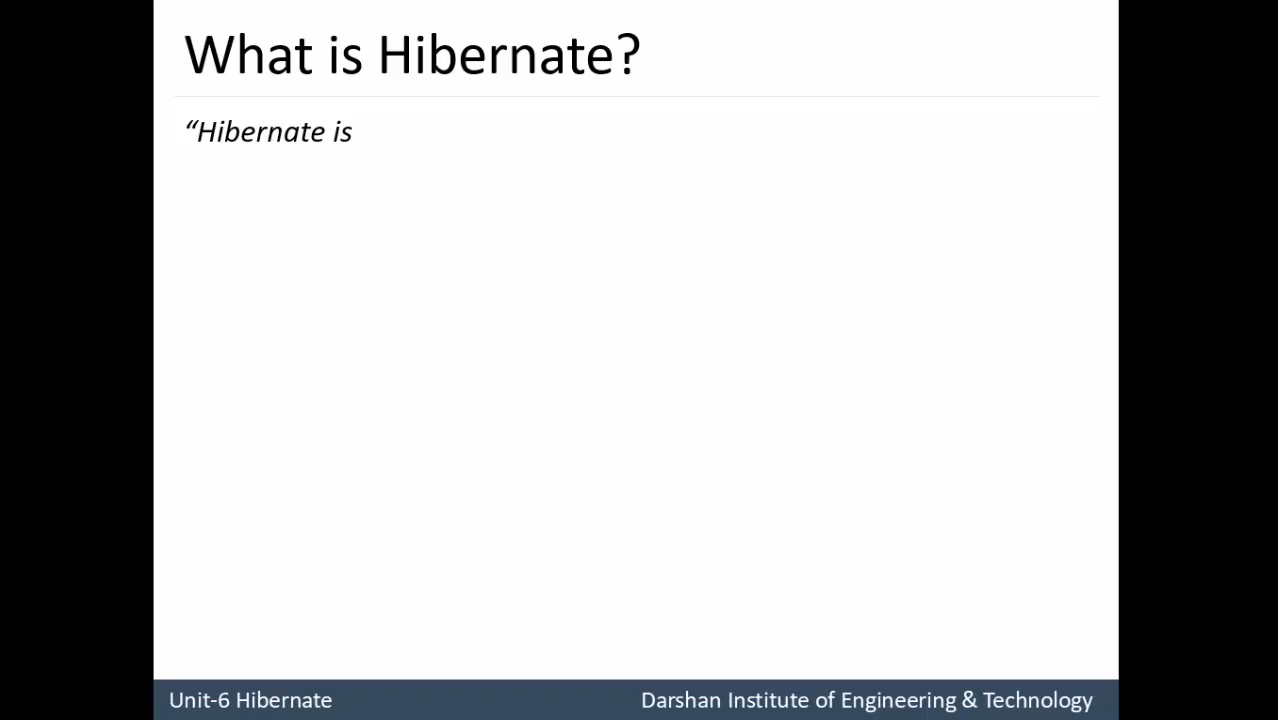 What is Hibernate?
“Hibernate is
Unit-6 Hibernate
Darshan Institute of Engineering & Technology